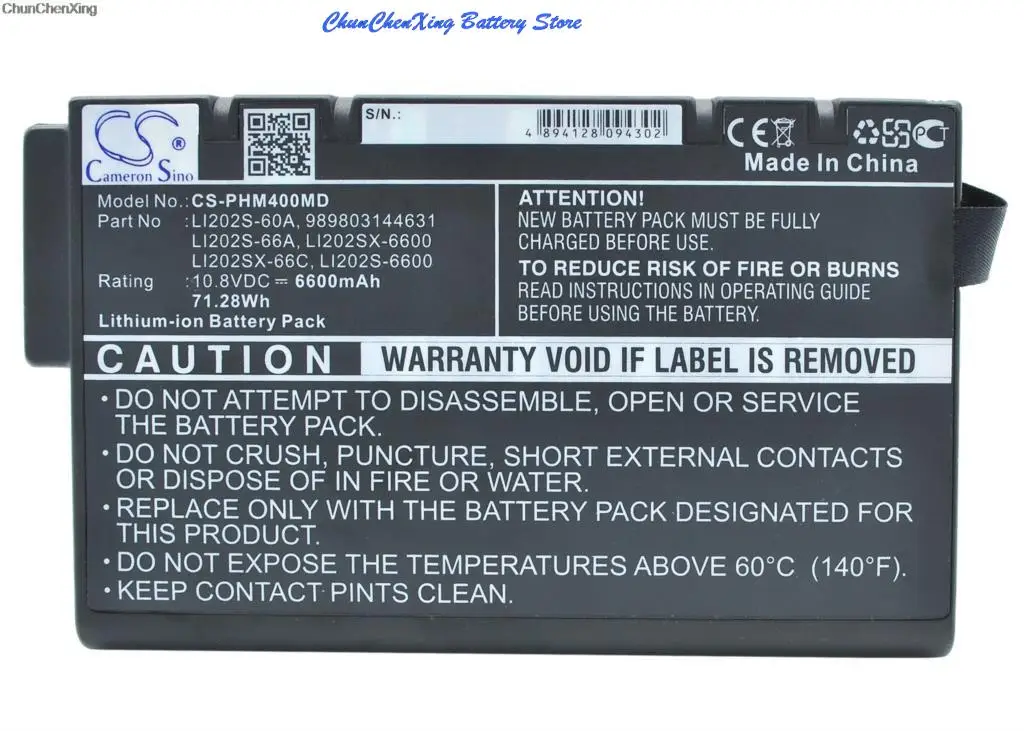 ChunChenXing
ChunChenXing Battery Store
CS ®
Cameron Sino
S/N.:
4 894128 094302
CE
PCT
Made In China
Model No.: CS-PHM400MD
Part No :LI202S-60A, 989803144631
LI202S-66A, LI202SX-6600
LI202SX-66C, LI202S-6600
Rating :10.8VDC ⎓ 6600mAh
71.28Wh
Lithium-ion Battery Pack
ATTENTION!
NEW BATTERY PACK MUST BE FULLY
CHARGED BEFORE USE.
TO REDUCE RISK OF FIRE OR BURNS
READ INSTRUCTIONS IN OPERATING GUIDE
BEFORE USING THE BATTERY.
CAUTION WARRANTY VOID IF LABEL IS REMOVED
• DO NOT ATTEMPT TO DISASSEMBLE, OPEN OR SERVICE
THE BATTERY PACK.
• DO NOT CRUSH, PUNCTURE, SHORT EXTERNAL CONTACTS
OR DISPOSE OF IN FIRE OR WATER.
• REPLACE ONLY WITH THE BATTERY PACK DESIGNATED FOR
THIS PRODUCT.
• DO NOT EXPOSE THE TEMPERATURES ABOVE 60°C (140°F).
• KEEP CONTACT PINTS CLEAN.